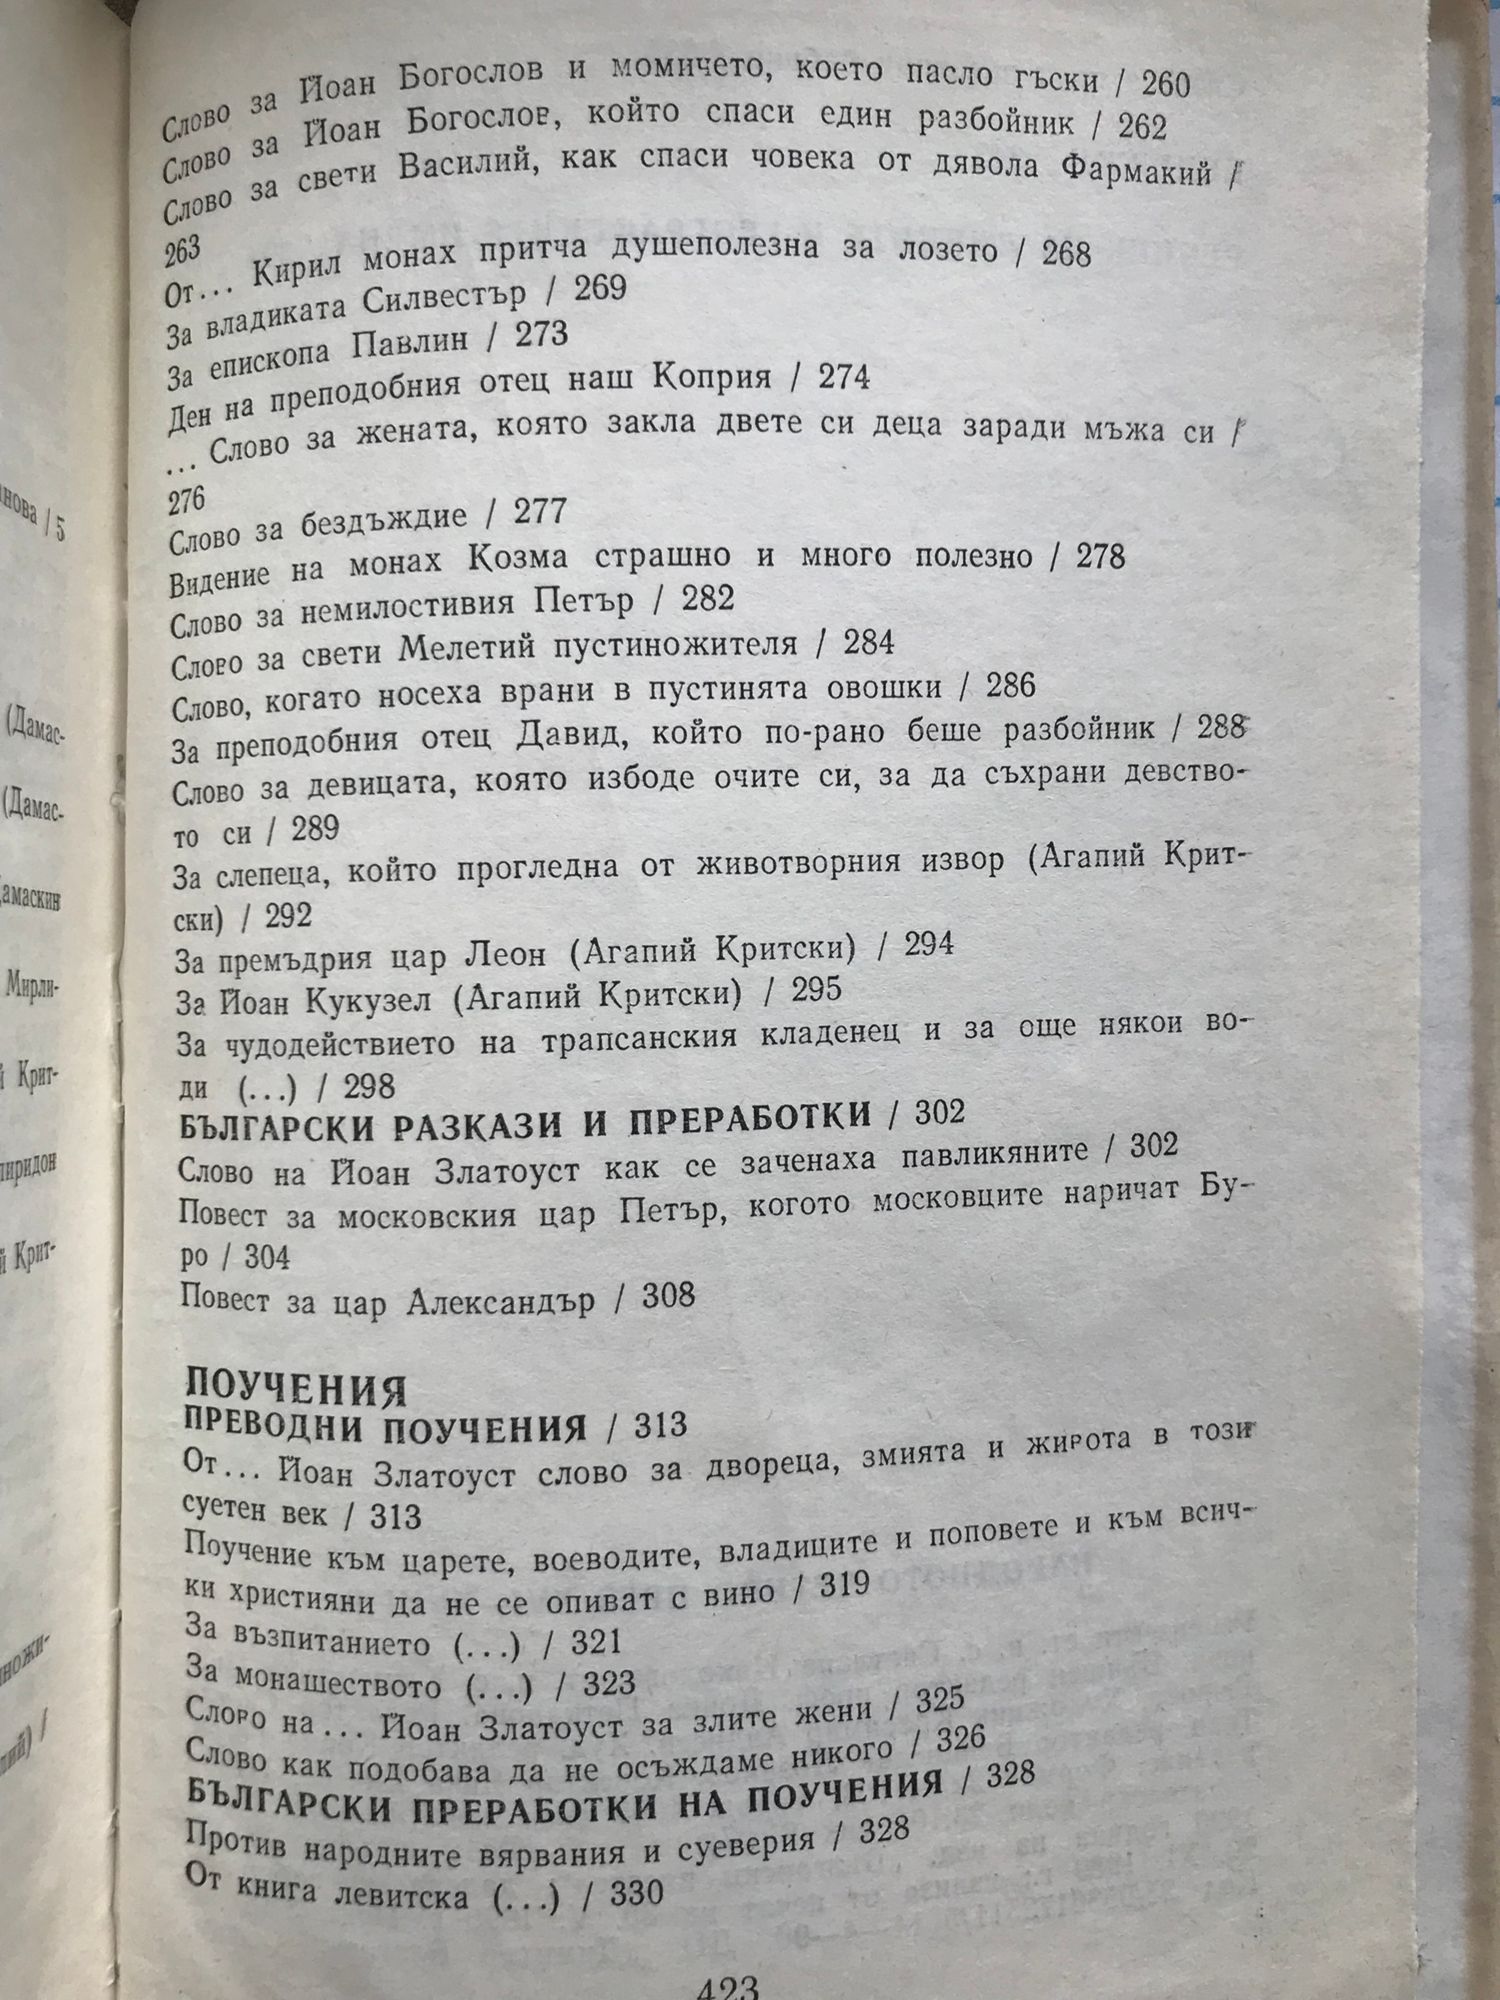 Слово за Йоан Богослов и момичето, което пасло гъски / 260
Слово за Йоан Богослов, който спаси един разбойник / 262
Слово за свети Василий, как спаси човека от дявола Фармакий /
263
От... Кирил монах притча душеполезна за лозето / 268
За владиката Силвестър / 269
За епископа Павлин / 273
Ден на преподобния отец наш Коприя / 274
... Слово за жената, която закла двете си деца заради мъжа си /
276
Слово за бездъждие / 277
Видение на монах Козма страшно и много полезно / 278
Слово за немилостивия Петър / 282
Слово за свети Мелетий пустиножителя / 284
Слово, когато носеха врани в пустинята овошки / 286
За преподобния отец Давид, който по-рано беше разбойник / 288
Слово за девицата, която избоде очите си, за да съхрани девство-
то си / 289
За слепеца, който прогледна от животворния извор (Агапий Крит-
ски) / 292
За премъдрия цар Леон (Агапий Критски) / 294
За Йоан Кукузел (Агапий Критски) / 295
За чудодействието на трапсанския кладенец и за още някои во-
ди (...) / 298
БЪЛГАРСКИ РАЗКАЗИ И ПРЕРАБОТКИ / 302
Слово на Йоан Златоуст как се заченаха павликяните / 302
Повест за московския цар Петър, когото московците наричат Бу-
ро / 304
Повест за цар Александър / 308
ПОУЧЕНИЯ
ПРЕВОДНИ ПОУЧЕНИЯ / 313
От... Йоан Златоуст слово за двореца, змията и живота в този
суетен век / 313
Поучение към царете, воеводите, владиците и поповете и към всич-
ки християни да не се опиват с вино / 319
За възпитанието (...) / 321
За монашеството (...) / 323
Слово на... Йоан Златоуст за злите жени / 325
Слово как подобава да не осъждаме никого / 326
БЪЛГАРСКИ ПРЕРАБОТКИ НА ПОУЧЕНИЯ / 328
Против народните вярвания и суеверия / 328
От книга левитска (...) / 330
423
нова / 5
(Дамас-
(Дамас-
Дамаскин
Мирли-
й Крит-
пиридон
й Крит-